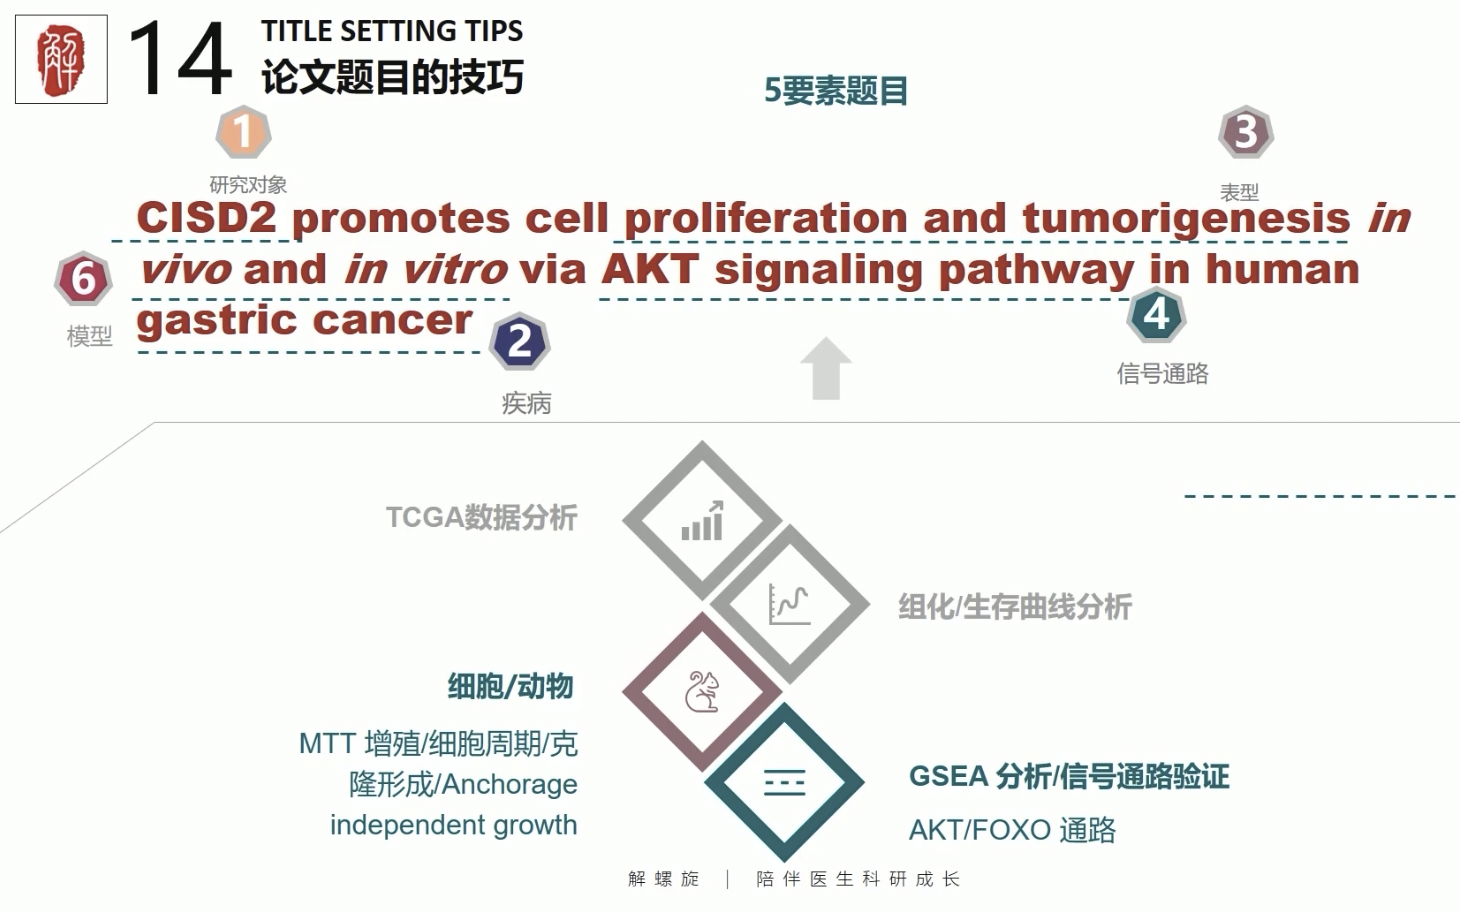 解
14
TITLE SETTING TIPS
论文题目的技巧
5要素题目
1
研究对象
3
表型
CISD2 promotes cell proliferation and tumorigenesis in
vivo and in vitro via AKT signaling pathway in human
gastric cancer
6
模型
2
疾病
4
信号通路
TCGA数据分析
组化/生存曲线分析
细胞/动物
MTT 增殖/细胞周期/克
隆形成/Anchorage
independent growth
GSEA 分析/信号通路验证
AKT/FOXO 通路
解螺旋 | 陪伴医生科研成长